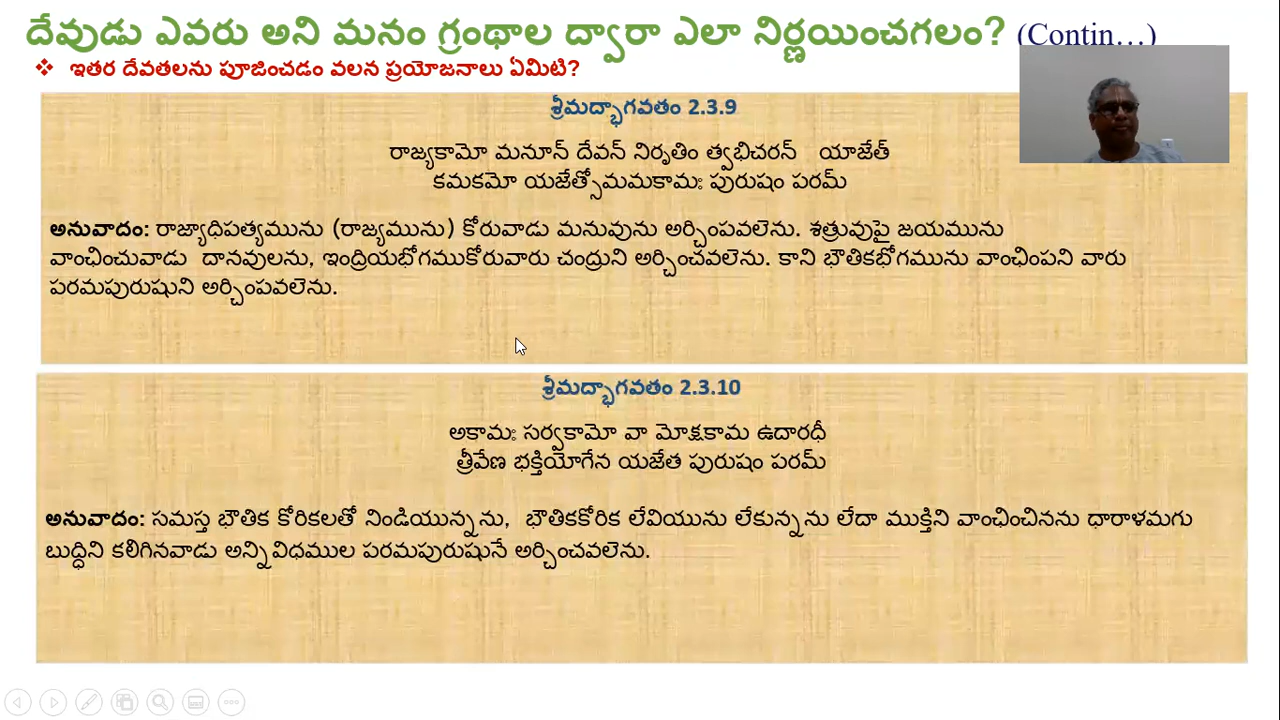 దేవుడు ఎవరు అని మనం గ్రంథాల ద్వారా ఎలా నిర్ణయించగలం? (Contin…)
❖ ఇతర దేవతలను పూజించడం వలన ప్రయోజనాలు ఏమిటి?
శ్రీమద్భాగవతం 2.3.9
రాజ్యకామో మనూన్ దేవన్ నిరృతిం త్వభిచరన్ యాజేత్
కమకమో యజేత్సోమమకామః పురుషం పరమ్
అనువాదం: రాజ్యాధిపత్యమును (రాజ్యమును) కోరువాడు మనువును అర్చింపవలెను. శత్రువుపై జయమును
వాంఛించువాడు దానవులను, ఇంద్రియభోగముకోరువారు చంద్రుని అర్చించవలెను. కాని భౌతికభోగమును వాంఛింపని వారు
పరమపురుషుని అర్చింపవలెను.
శ్రీమద్భాగవతం 2.3.10
అకామః సర్వకామో వా మోక్షకామ ఉదారధీ
త్రీవేణ భక్తియోగేన యజేత పురుషం పరమ్
అనువాదం: సమస్త భౌతిక కోరికలతో నిండియున్నను, భౌతికకోరిక లేవియును లేకున్నను లేదా ముక్తిని వాంఛించినను ధారాళమగు
బుద్ధిని కలిగినవాడు అన్నివిధముల పరమపురుషునే అర్చించవలెను.